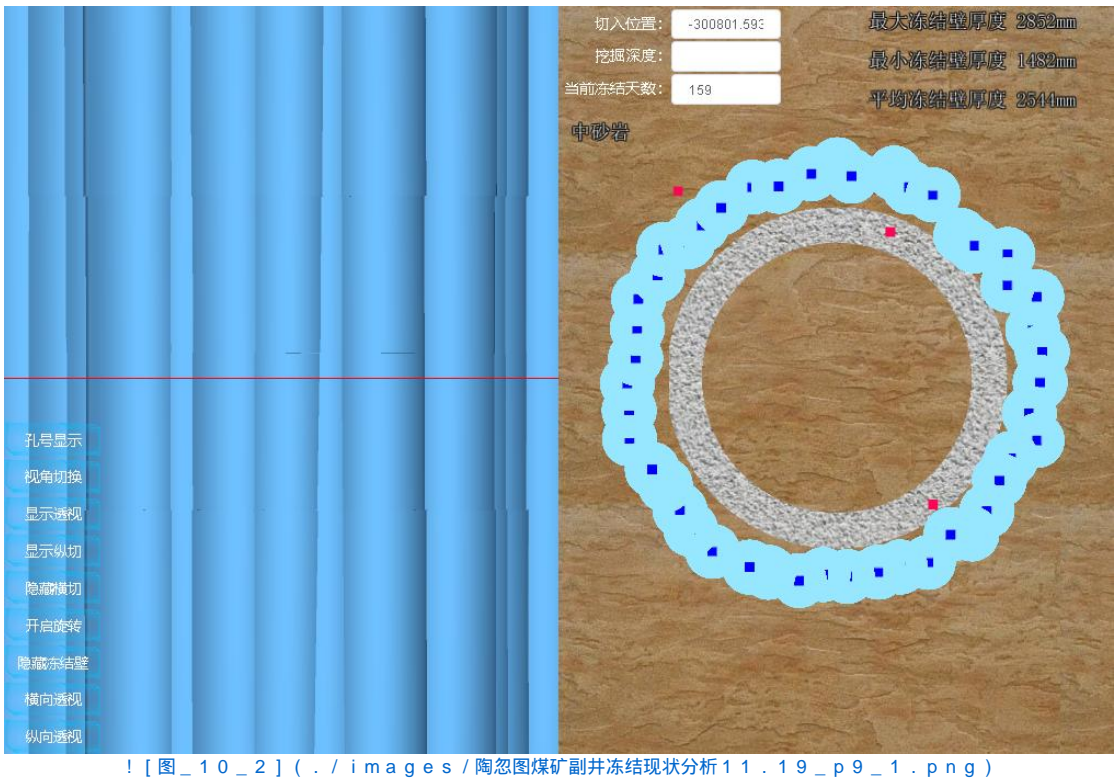 切入位置: -300801.593
挖掘深度:
当前冻结天数: 159
最大冻结壁厚度 2852mm
最小冻结壁厚度 1482mm
平均冻结壁厚度 2544mm
中砂岩
孔号显示
视角切换
显示透视
显示纵切
隐藏横切
开启旋转
隐藏冻结壁
横向透视
纵向透视
![图_10_2](./images/陶忽图煤矿副井冻结现状分析11.19_p9_1.png)